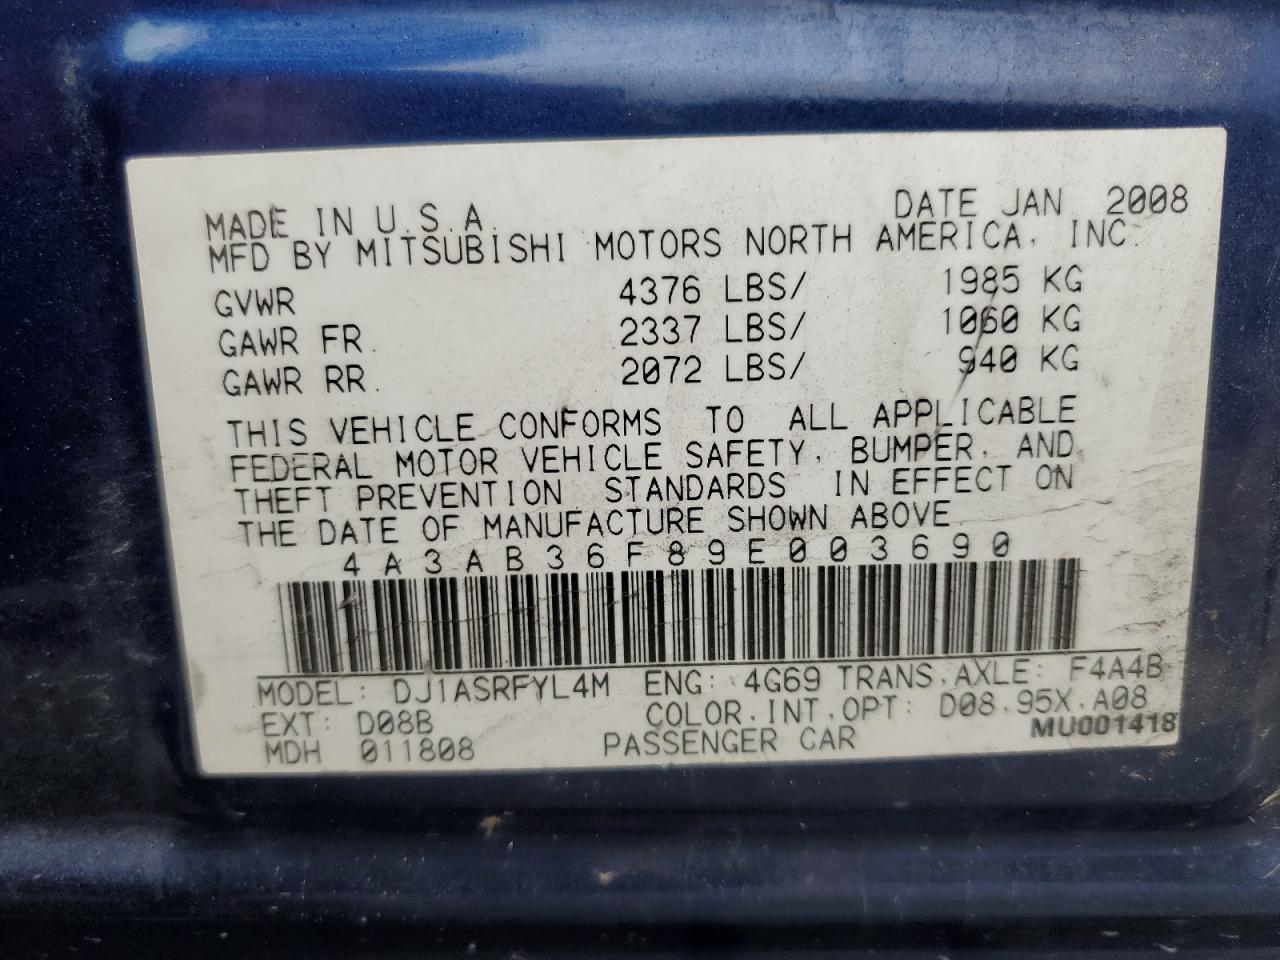 MADE IN U.S.A. DATE JAN 2008
MFD BY MITSUBISHI MOTORS NORTH AMERICA, INC.
GVWR 4376 LBS/ 1985 KG
GAWR FR. 2337 LBS/ 1060 KG
GAWR RR. 2072 LBS/ 940 KG
THIS VEHICLE CONFORMS TO ALL APPLICABLE
FEDERAL MOTOR VEHICLE SAFETY, BUMPER, AND
THEFT PREVENTION STANDARDS IN EFFECT ON
THE DATE OF MANUFACTURE SHOWN ABOVE.
4A3AB36F89E003690
MODEL: DJ1ASRFYL4M ENG: 4G69 TRANS,AXLE: F4A4B
EXT: D08B COLOR,INT,OPT: D08,95X,A08
MDH 011808 PASSENGER CAR MU001418